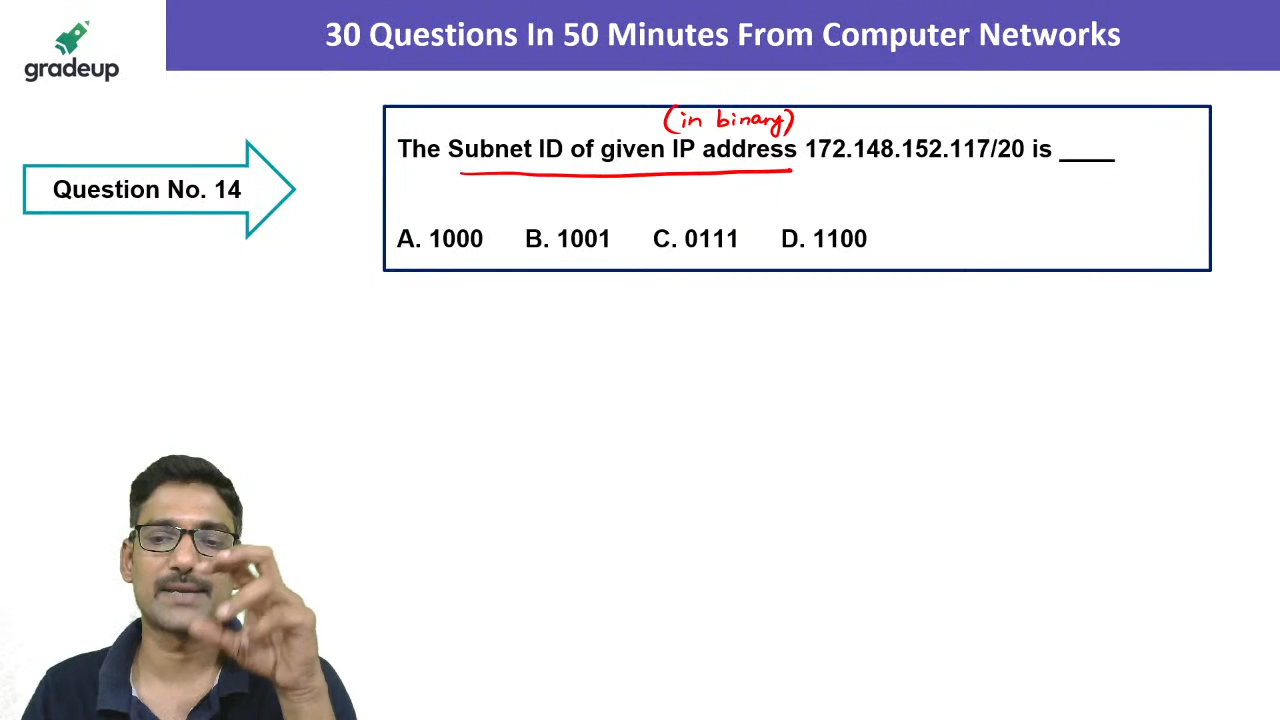 30 Questions In 50 Minutes From Computer Networks
gradeup
(in binary)
The Subnet ID of given IP address 172.148.152.117/20 is ____
Question No. 14
A. 1000 B. 1001 C. 0111 D. 1100